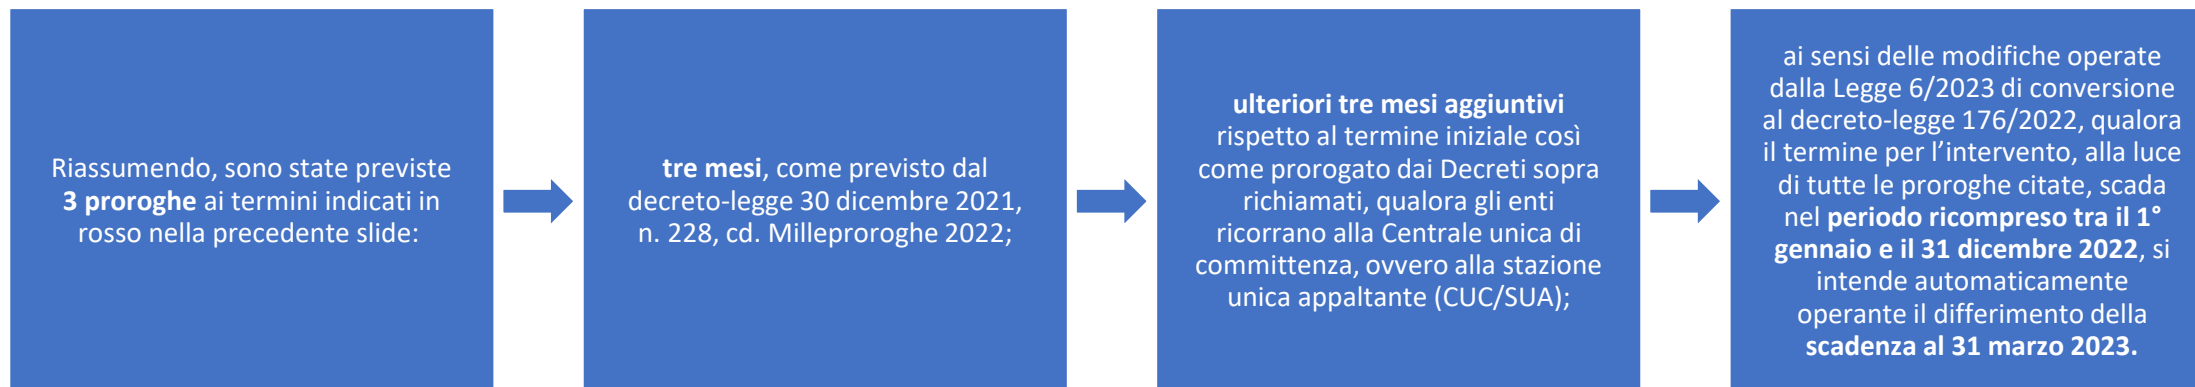 Riassumendo, sono state previste
3 proroghe ai termini indicati in
rosso nella precedente slide:
tre mesi, come previsto dal
decreto-legge 30 dicembre 2021,
n. 228, cd. Milleproroghe 2022;
ulteriori tre mesi aggiuntivi
rispetto al termine iniziale così
come prorogato dai Decreti sopra
richiamati, qualora gli enti
ricorrano alla Centrale unica di
committenza, ovvero alla stazione
unica appaltante (CUC/SUA);
ai sensi delle modifiche operate
dalla Legge 6/2023 di conversione
al decreto-legge 176/2022, qualora
il termine per l’intervento, alla luce
di tutte le proroghe citate, scada
nel periodo ricompreso tra il 1°
gennaio e il 31 dicembre 2022, si
intende automaticamente
operante il differimento della
scadenza al 31 marzo 2023.